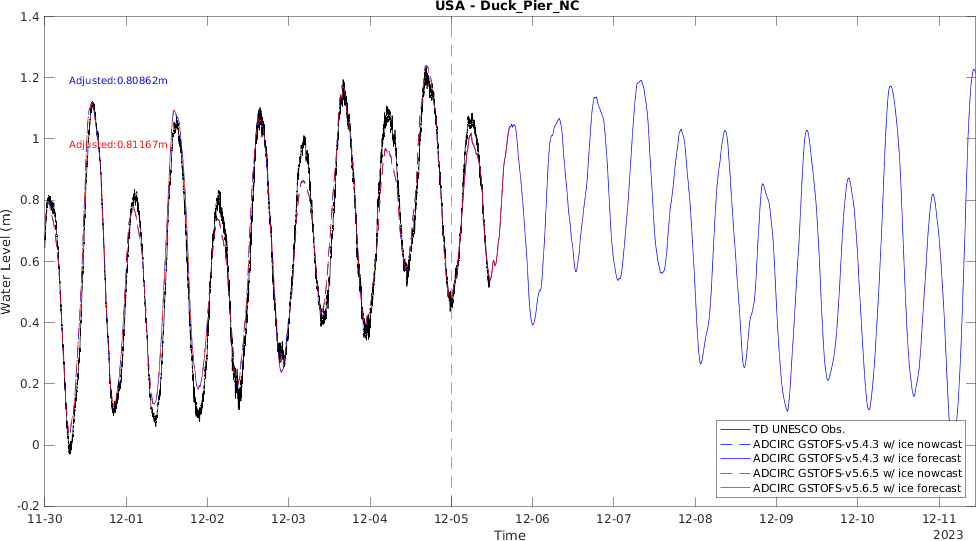 USA - Duck_Pier_NC
1.4
1.2
1
0.8
0.6
0.4
0.2
0
-0.2
Water Level (m)
Adjusted:0.80862m
Adjusted:0.81167m
TD UNESCO Obs.
ADCIRC GSTOFS-v5.4.3 w/ ice nowcast
ADCIRC GSTOFS-v5.4.3 w/ ice forecast
ADCIRC GSTOFS-v5.6.5 w/ ice nowcast
ADCIRC GSTOFS-v5.6.5 w/ ice forecast
11-30 12-01 12-02 12-03 12-04 12-05 12-06 12-07 12-08 12-09 12-10 12-11
Time
2023